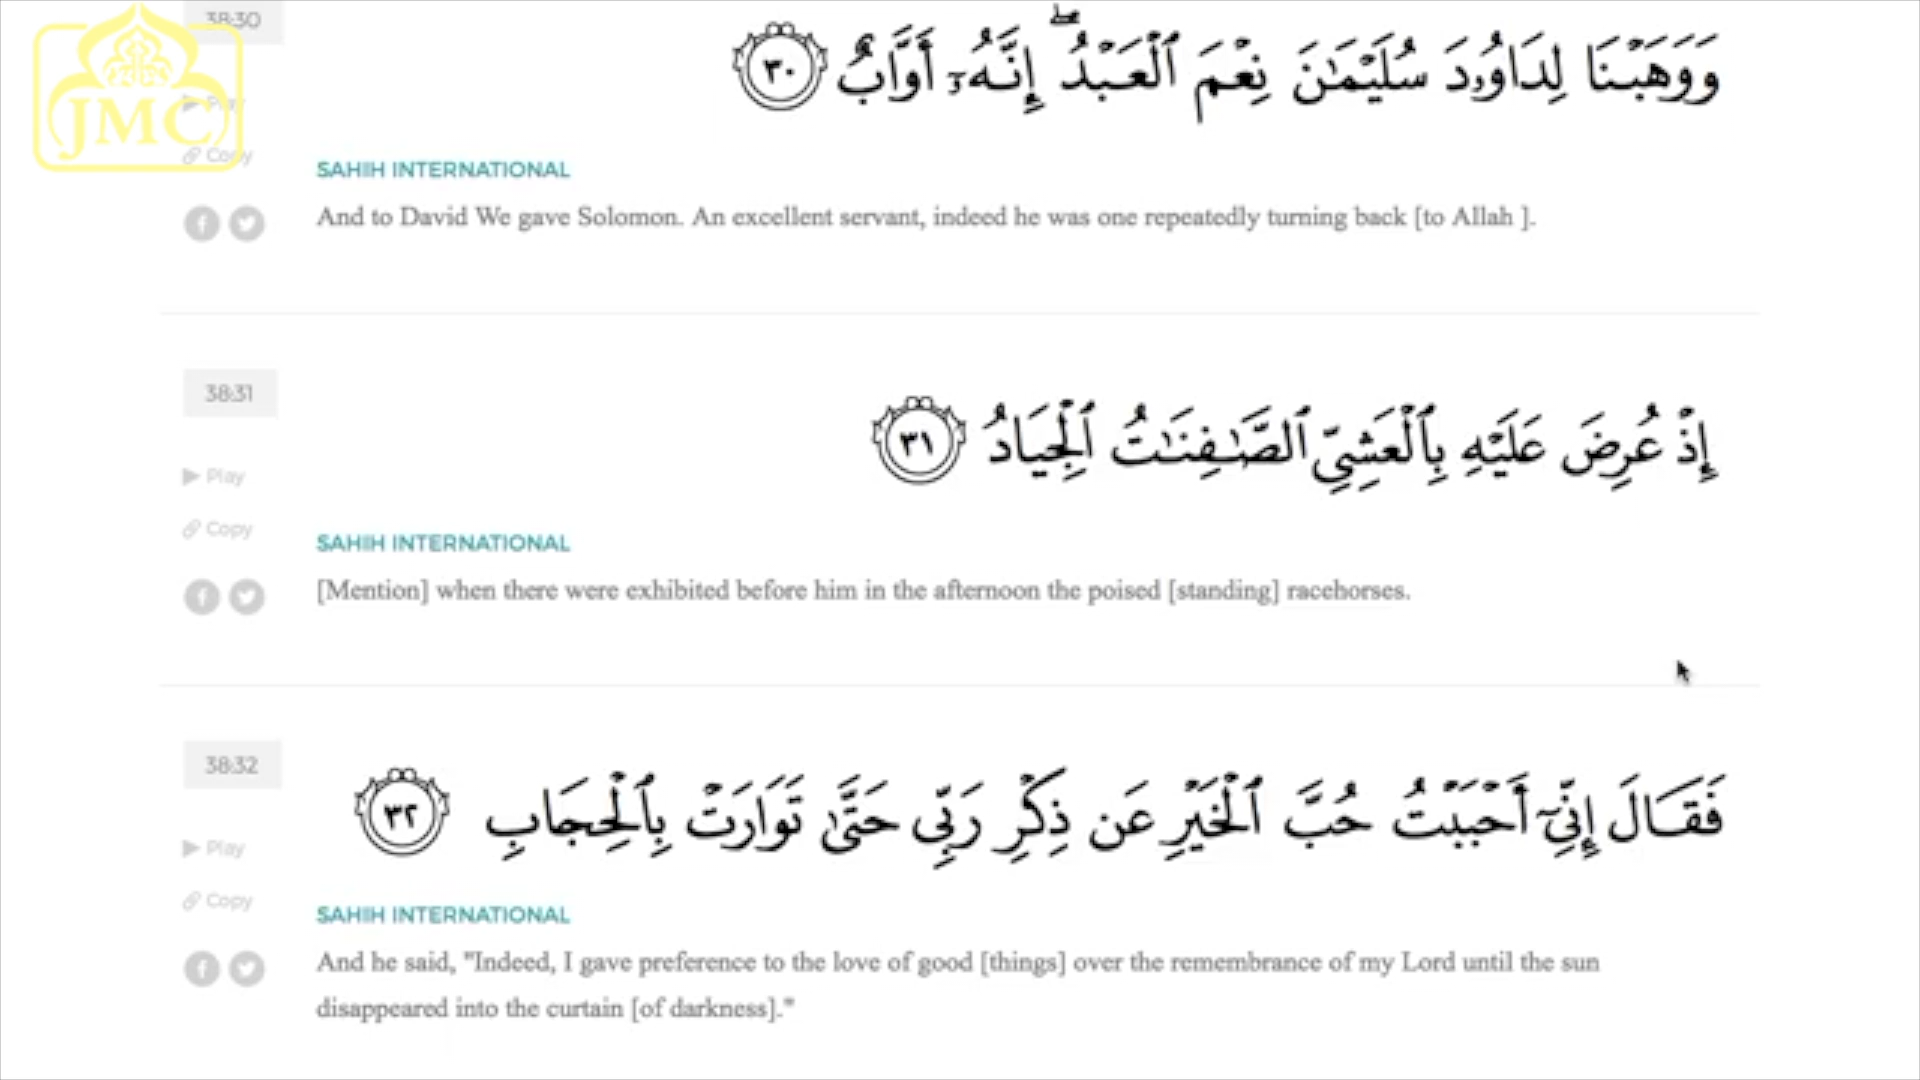 38:30
وَوَهَبْنَا لِدَاوُۥدَ سُلَيْمَٰنَ ۚ نِعْمَ ٱلْعَبْدُ ۖ إِنَّهُۥٓ أَوَّابٌ ٣٠
JMC
Play
Copy
SAHIH INTERNATIONAL
And to David We gave Solomon. An excellent servant, indeed he was one repeatedly turning back [to Allah ].
38:31
إِذْ عُرِضَ عَلَيْهِ بِٱلْعَشِىِّ ٱلصَّٰفِنَٰتُ ٱلْجِيَادُ ٣١
Play
Copy
SAHIH INTERNATIONAL
[Mention] when there were exhibited before him in the afternoon the poised [standing] racehorses.
38:32
فَقَالَ إِنِّىٓ أَحْبَبْتُ حُبَّ ٱلْخَيْرِ عَن ذِكْرِ رَبِّى حَتَّىٰ تَوَارَتْ بِٱلْحِجَابِ ٣٢
Play
Copy
SAHIH INTERNATIONAL
And he said, "Indeed, I gave preference to the love of good [things] over the remembrance of my Lord until the sun
disappeared into the curtain [of darkness]."